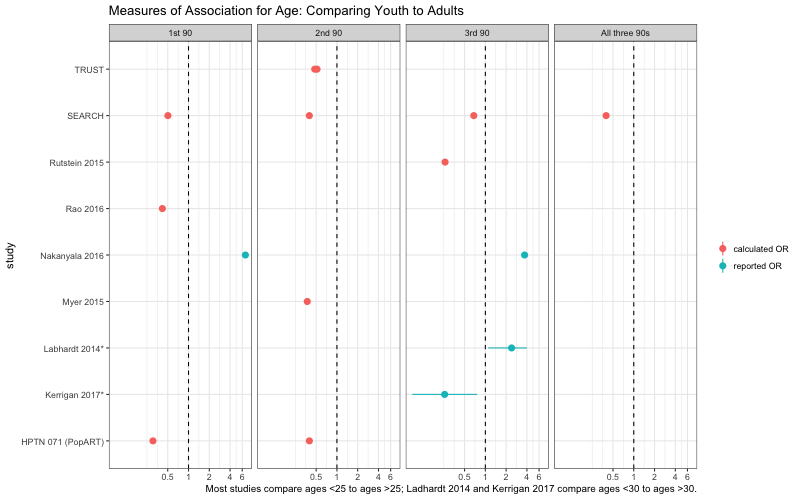 Measures of Association for Age: Comparing Youth to Adults
1st 90
2nd 90
3rd 90
All three 90s
study
TRUST
SEARCH
Rutstein 2015
Rao 2016
Nakanyala 2016
Myer 2015
Labhardt 2014*
Kerrigan 2017*
HPTN 071 (PopART)
0.5 1 2 4 6
0.5 1 2 4 6
0.5 1 2 4 6
0.5 1 2 4 6
Most studies compare ages <25 to ages >25; Ladhardt 2014 and Kerrigan 2017 compare ages <30 to ages >30.
calculated OR
reported OR